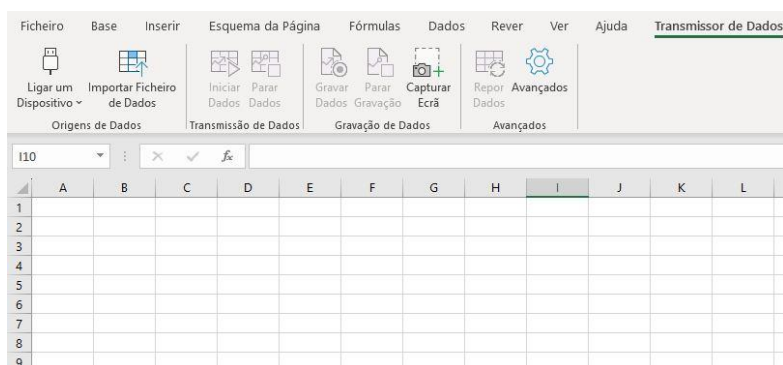 Ficheiro Base Inserir Esquema da Página Fórmulas Dados Rever Ver Ajuda Transmissor de Dados
Ligar um Importar Ficheiro Iniciar Parar Gravar Parar Capturar Repor Avançados
Dispositivo de Dados Dados Dados Dados Gravação Ecrã Dados
Origens de Dados Transmissão de Dados Gravação de Dados Avançados
I10 fx
A B C D E F G H I J K L
1
2
3
4
5
6
7
8
9